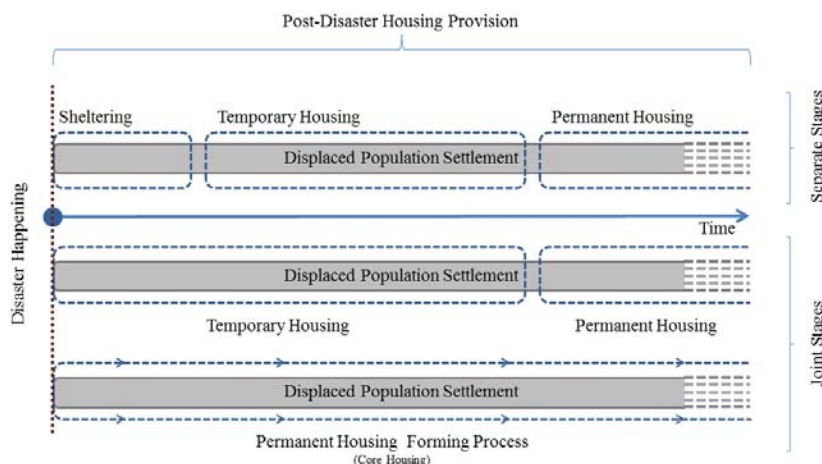 Post-Disaster Housing Provision
Sheltering
Temporary Housing
Permanent Housing
Displaced Population Settlement
Separate Stages
Disaster Happening
Time
Displaced Population Settlement
Temporary Housing
Permanent Housing
Joint Stages
Displaced Population Settlement
Permanent Housing Forming Process
(Core Housing)